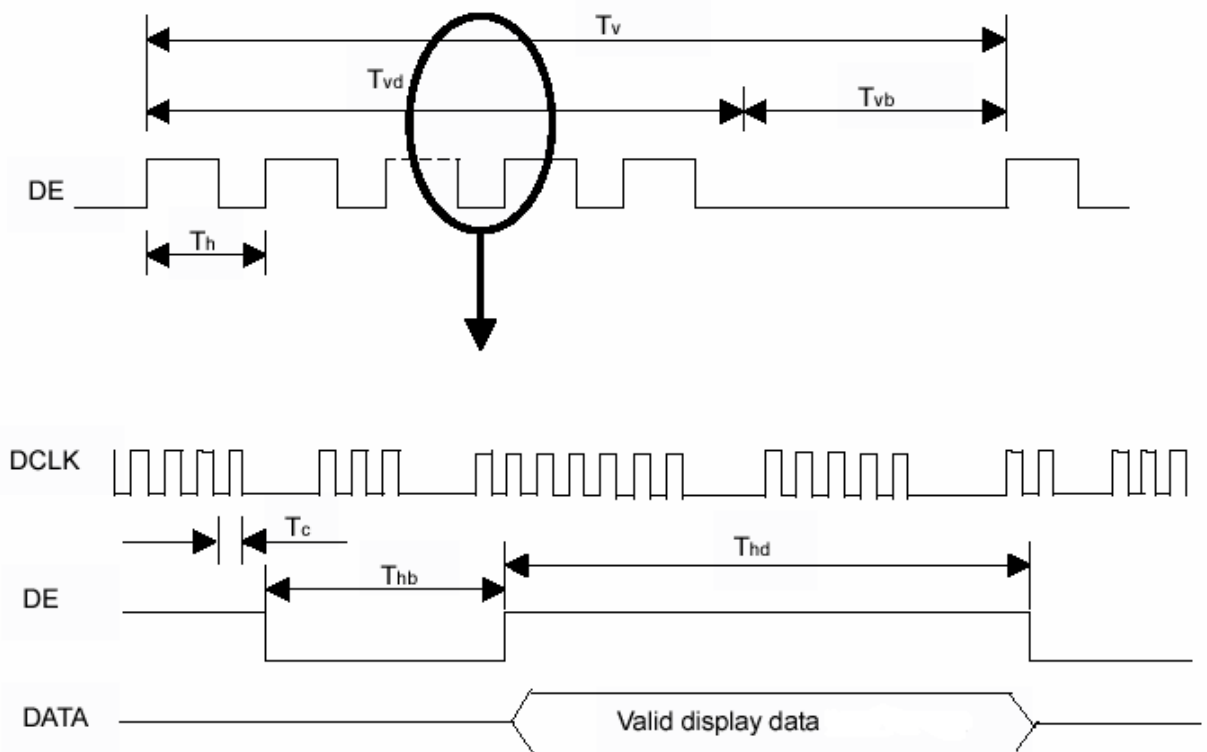 Tv
Tvd
Tvb
DE
Th
DCLK
Tc
Thd
Thb
DE
DATA
Valid display data